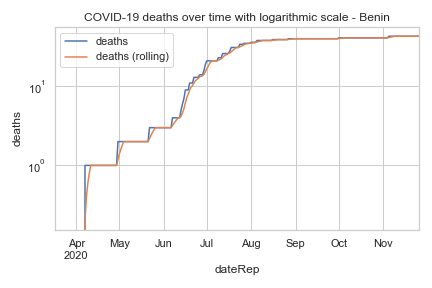 COVID-19 deaths over time with logarithmic scale - Benin
deaths
deaths (rolling)
deaths
10¹
10⁰
Apr
2020
May
Jun
Jul
Aug
Sep
Oct
Nov
dateRep